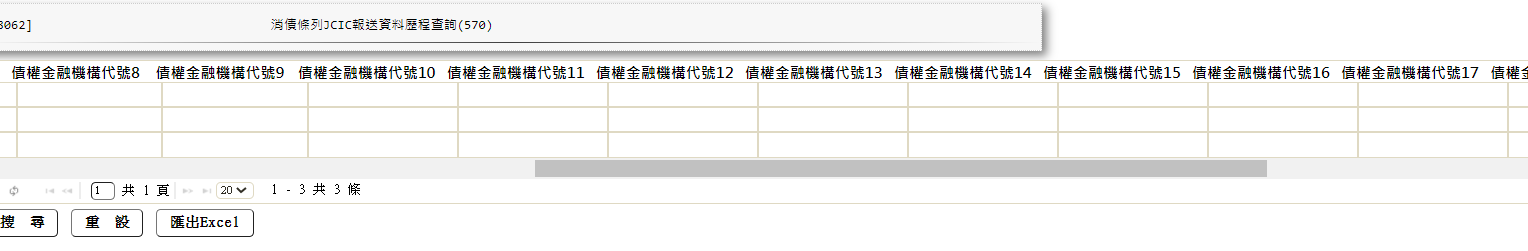 8062] 消債條列JCIC報送資料歷程查詢(570)
債權金融機構代號8 債權金融機構代號9 債權金融機構代號10 債權金融機構代號11 債權金融機構代號12 債權金融機構代號13 債權金融機構代號14 債權金融機構代號15 債權金融機構代號16 債權金融機構代號17 債權
1 共 1 頁 20 1 - 3 共 3 條
搜 尋 重 設 匯出Excel